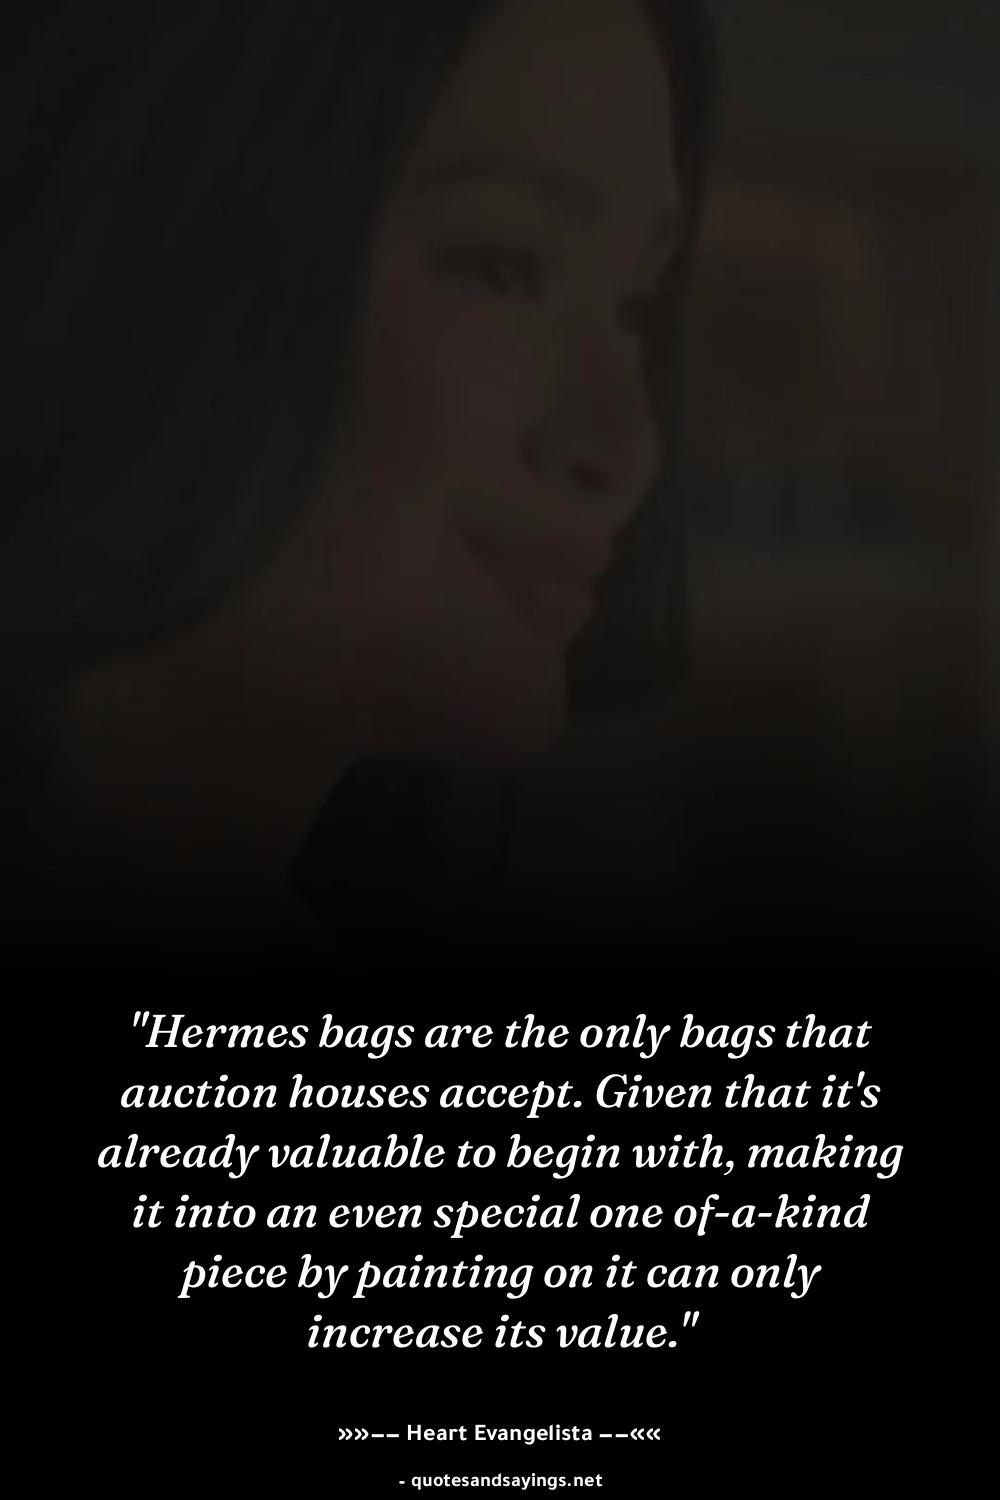 "Hermes bags are the only bags that
auction houses accept. Given that it's
already valuable to begin with, making
it into an even special one of-a-kind
piece by painting on it can only
increase its value."
»»−− Heart Evangelista −−««
- quotesandsayings.net